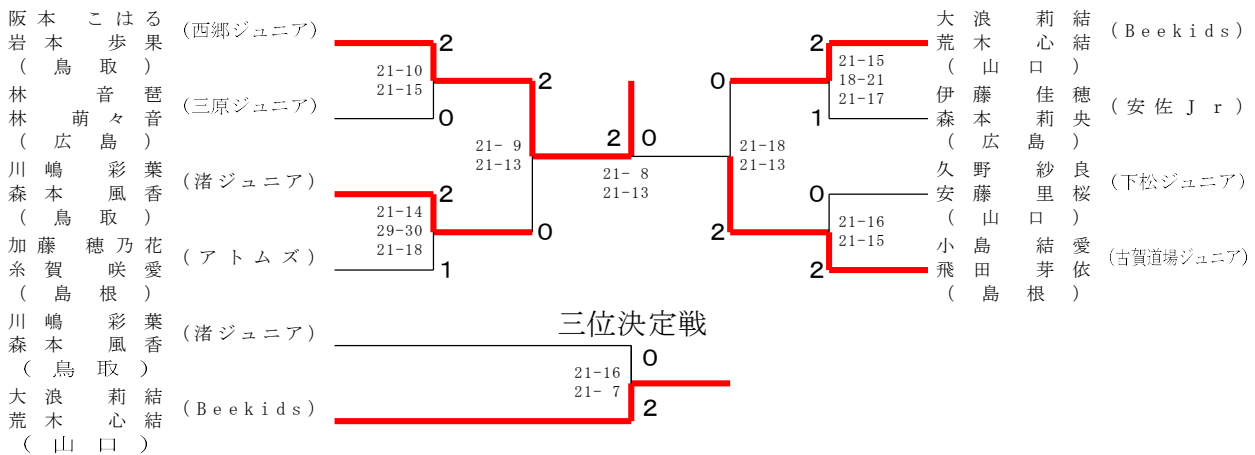 阪本 こはる
岩本 歩果
(鳥取)
(西郷ジュニア)
林 音琶
林 萌々音
(広島)
(三原ジュニア)
川嶋 彩葉
森本 風香
(鳥取)
(渚ジュニア)
加藤 穂乃花
糸賀 咲愛
(島根)
(アトムズ)
2
21-10
21-15
0
2
21-14
29-30
21-18
1
2
21- 9
21-13
0
2 0
21- 8
21-13
0
21-18
21-13
2
2
21-15
18-21
21-17
1
0
21-16
21-15
2
大浪 莉結
荒木 心結
(山口)
(Beekids)
伊藤 佳穂
森本 莉央
(広島)
(安佐Jr)
久野 紗良
安藤 里桜
(山口)
(下松ジュニア)
小島 結愛
飛田 芽依
(島根)
(古賀道場ジュニア)
三位決定戦
川嶋 彩葉
森本 風香
(鳥取)
(渚ジュニア)
大浪 莉結
荒木 心結
(山口)
(Beekids)
0
21-16
21- 7
2